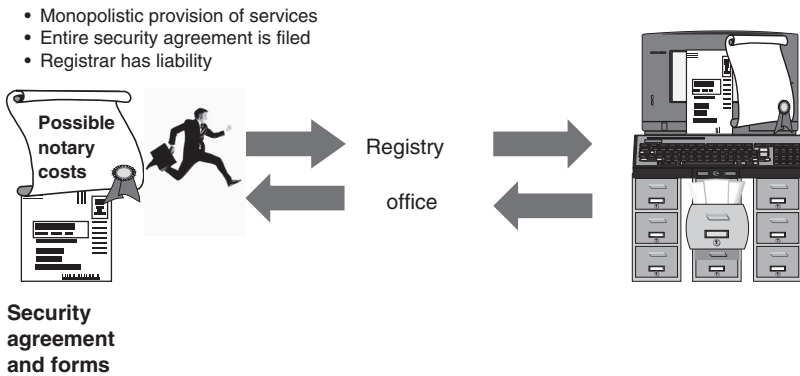 • Monopolistic provision of services
• Entire security agreement is filed
• Registrar has liability
Possible
notary
costs
Registry
office
Security
agreement
and forms